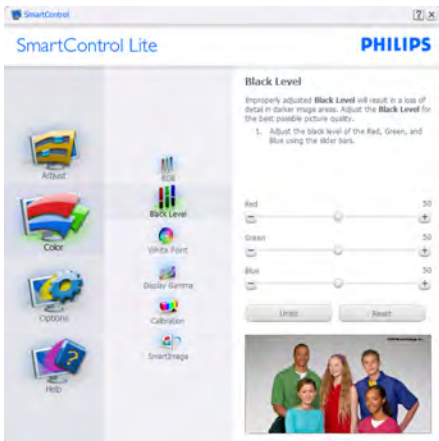 SmartControl
SmartControl Lite
PHILIPS
Adjust
Color
Options
Help
RGB
Black Level
White Point
Display Gamma
Calibration
SmartImage
Black Level
Improperly adjusted Black Level will result in a loss of
detail in darker image areas. Adjust the Black Level for
the best possible picture quality.
1. Adjust the black level of the Red, Green, and
Blue using the slider bars.
Red 50
Green 50
Blue 50
Undo Reset